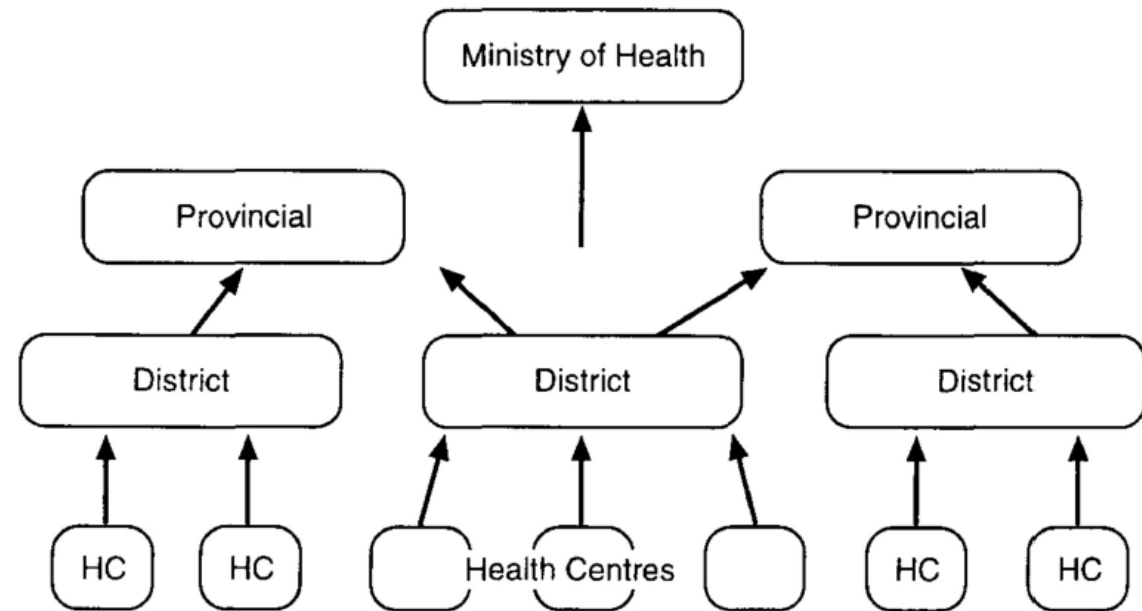 Ministry of Health
Provincial
Provincial
District
District
District
HC
HC
Health Centres
HC
HC